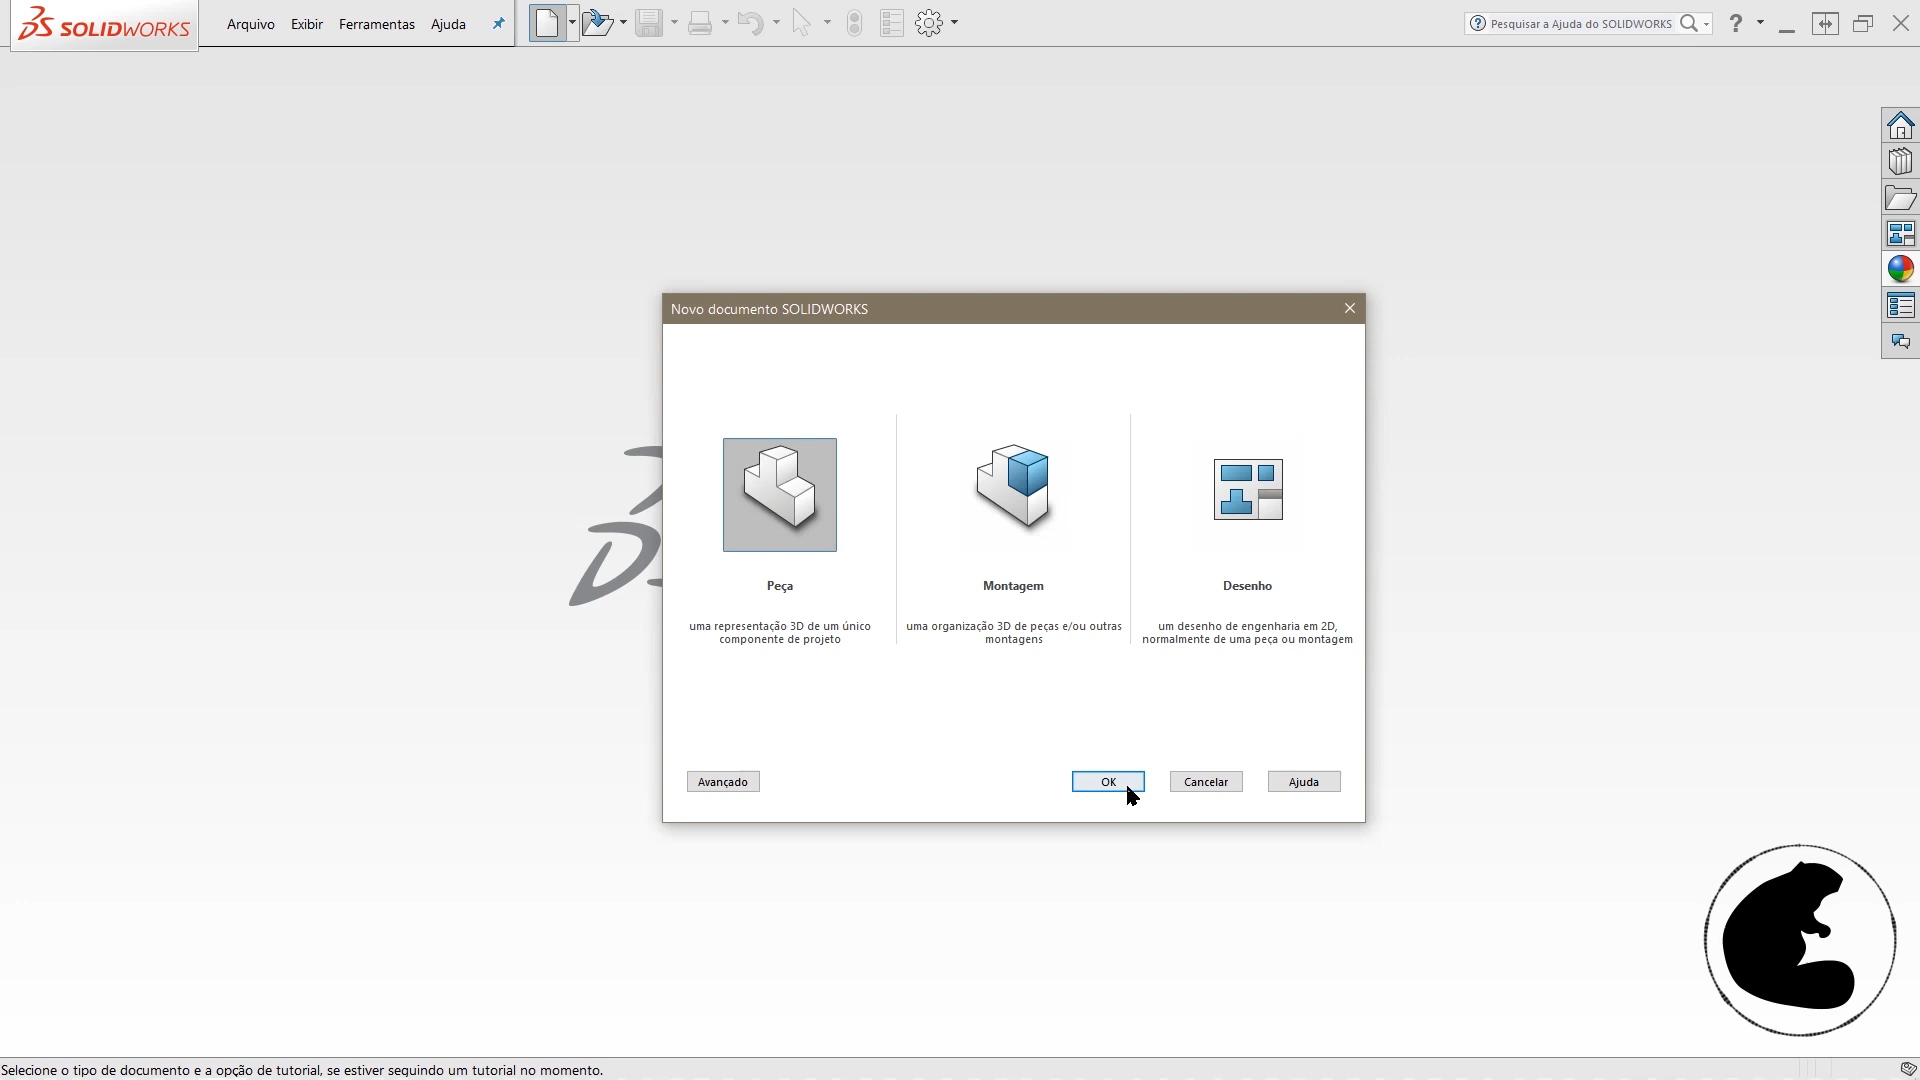 SOLIDWORKS
Arquivo Exibir Ferramentas Ajuda
Pesquisar a Ajuda do SOLIDWORKS
Novo documento SOLIDWORKS
Peça
uma representação 3D de um único
componente de projeto
Montagem
uma organização 3D de peças e/ou outras
montagens
Desenho
um desenho de engenharia em 2D,
normalmente de uma peça ou montagem
Avançado
OK
Cancelar
Ajuda
Selecione o tipo de documento e a opção de tutorial, se estiver seguindo um tutorial no momento.